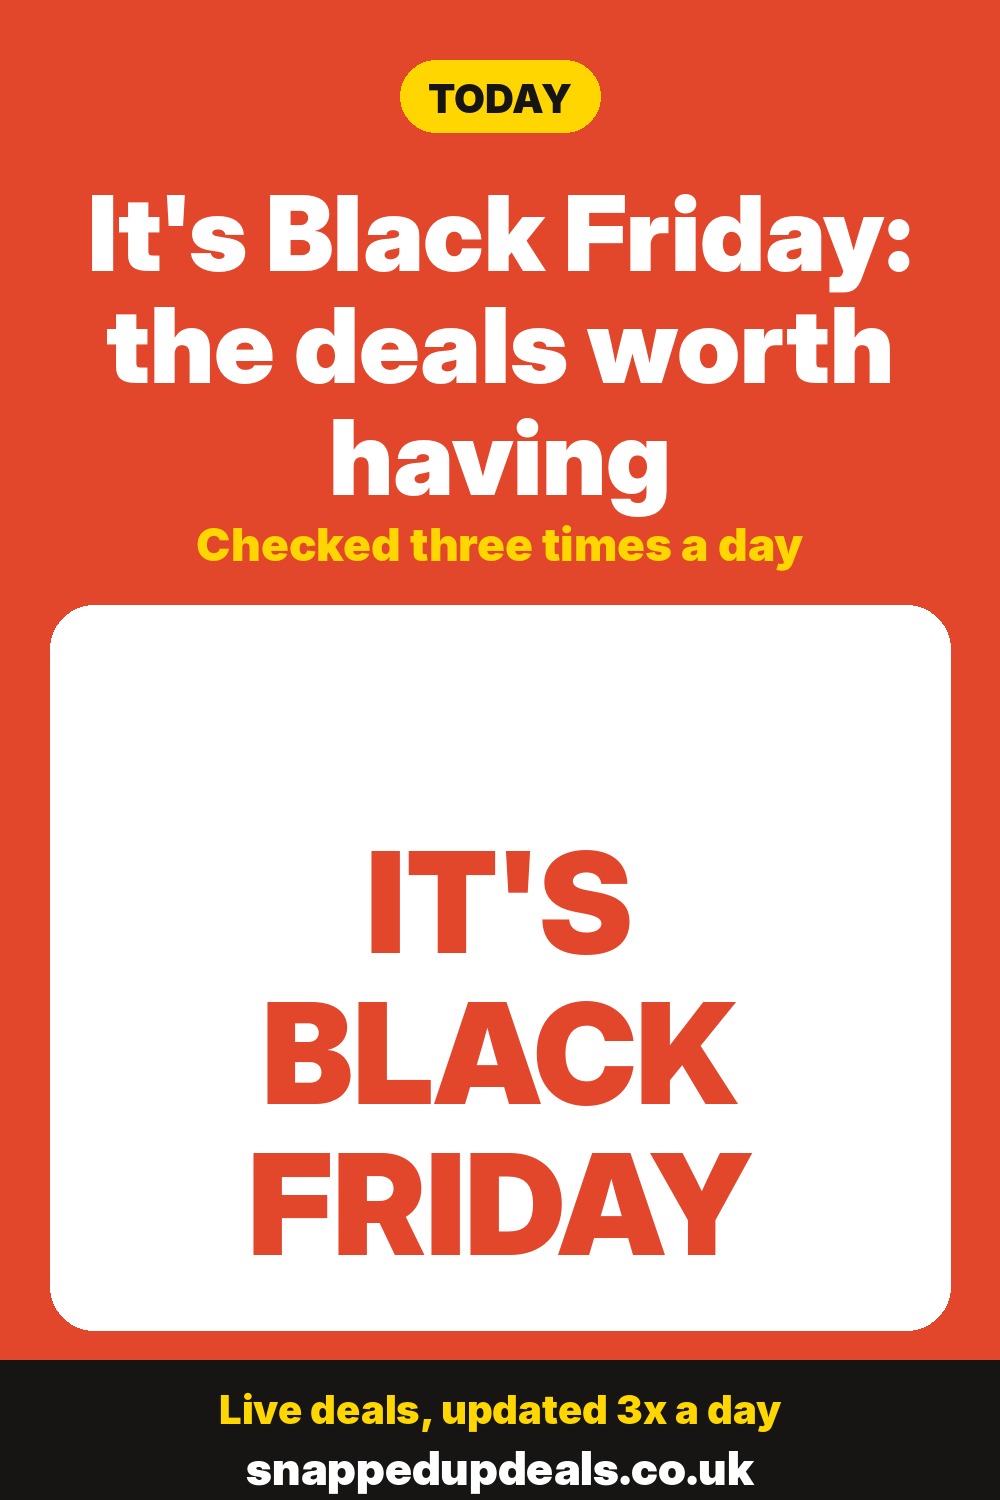 TODAY
It's Black Friday:
the deals worth
having
Checked three times a day
IT'S
BLACK
FRIDAY
Live deals, updated 3x a day
snappedupdeals.co.uk